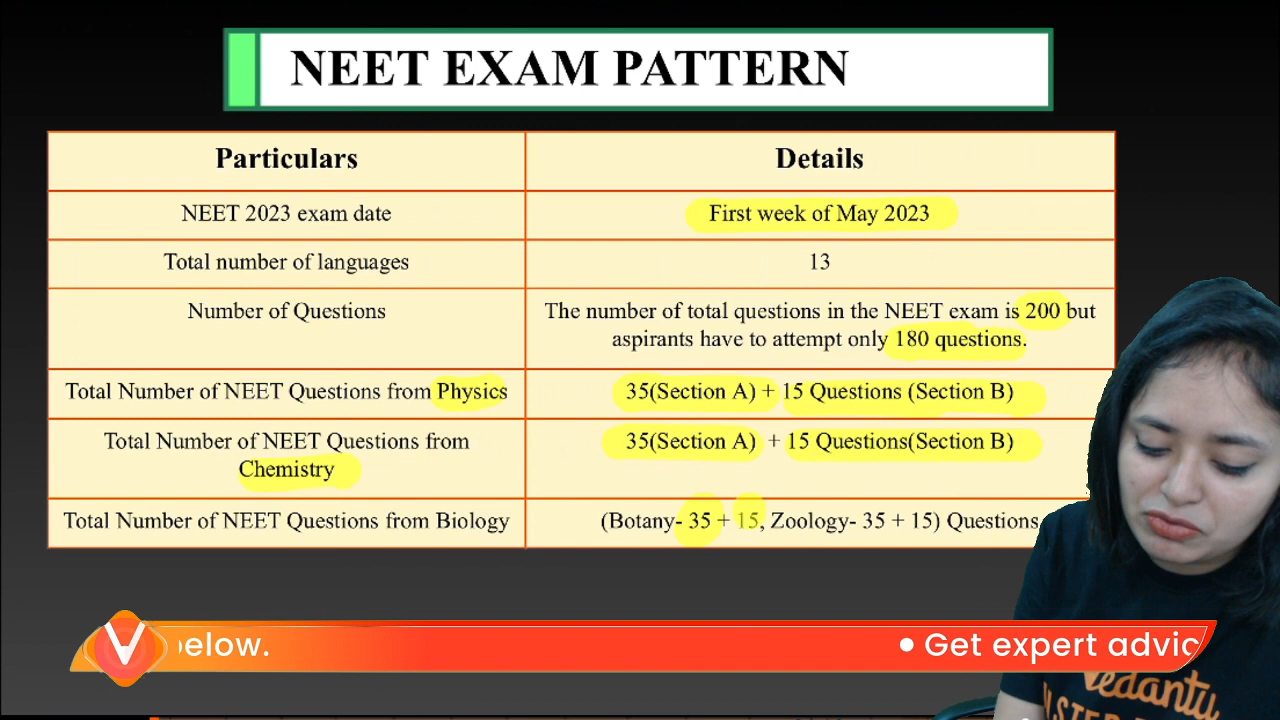 NEET EXAM PATTERN
Particulars
Details
NEET 2023 exam date
First week of May 2023
Total number of languages
13
Number of Questions
The number of total questions in the NEET exam is 200 but
aspirants have to attempt only 180 questions.
Total Number of NEET Questions from Physics
35(Section A) + 15 Questions (Section B)
Total Number of NEET Questions from
Chemistry
35(Section A) + 15 Questions(Section B)
Total Number of NEET Questions from Biology
(Botany- 35 + 15, Zoology- 35 + 15) Questions
elow.
• Get expert advic